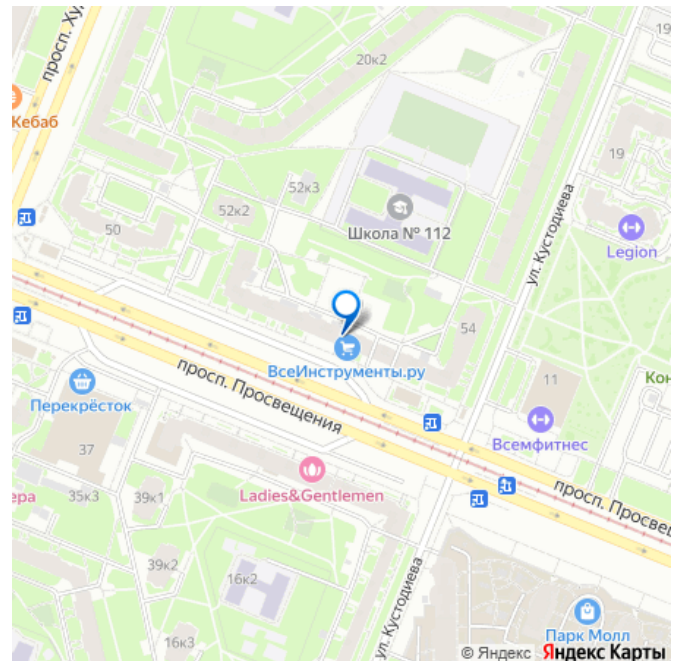 просп. Ху
Кебаб
20к2
19
19
52к3
52к2
50
Школа № 112
ул. Кустодиева
Legion
54
ВсеИнструменты.ру
просп. Просвещения
Перекрёсток
11
Кон
Всемфитнес
37
ера
35к3
39к1
Ladies&Gentlemen
просп. Просвещ
39к2
16к2
16к3
ул. Кустодиева
Парк Молл
© Яндекс Яндекс Карты